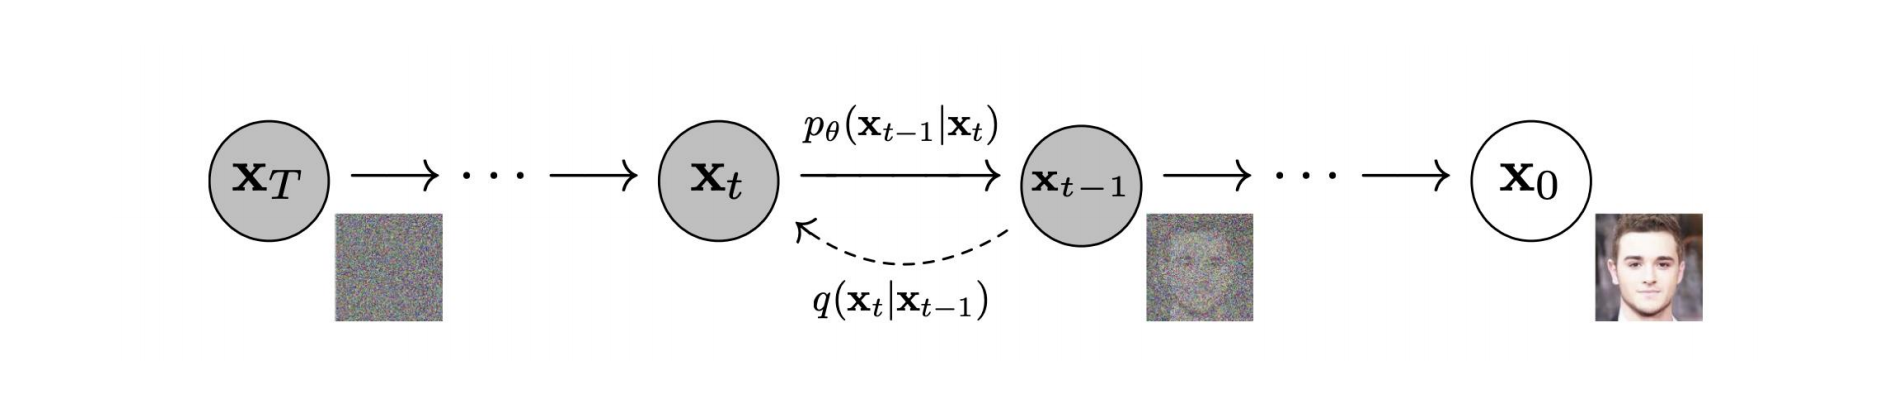 p_θ(x_{t−1}|x_t)
x_T ⟶ ··· ⟶ x_t ⟶ x_{t−1} ⟶ ··· ⟶ x_0
q(x_t|x_{t−1})